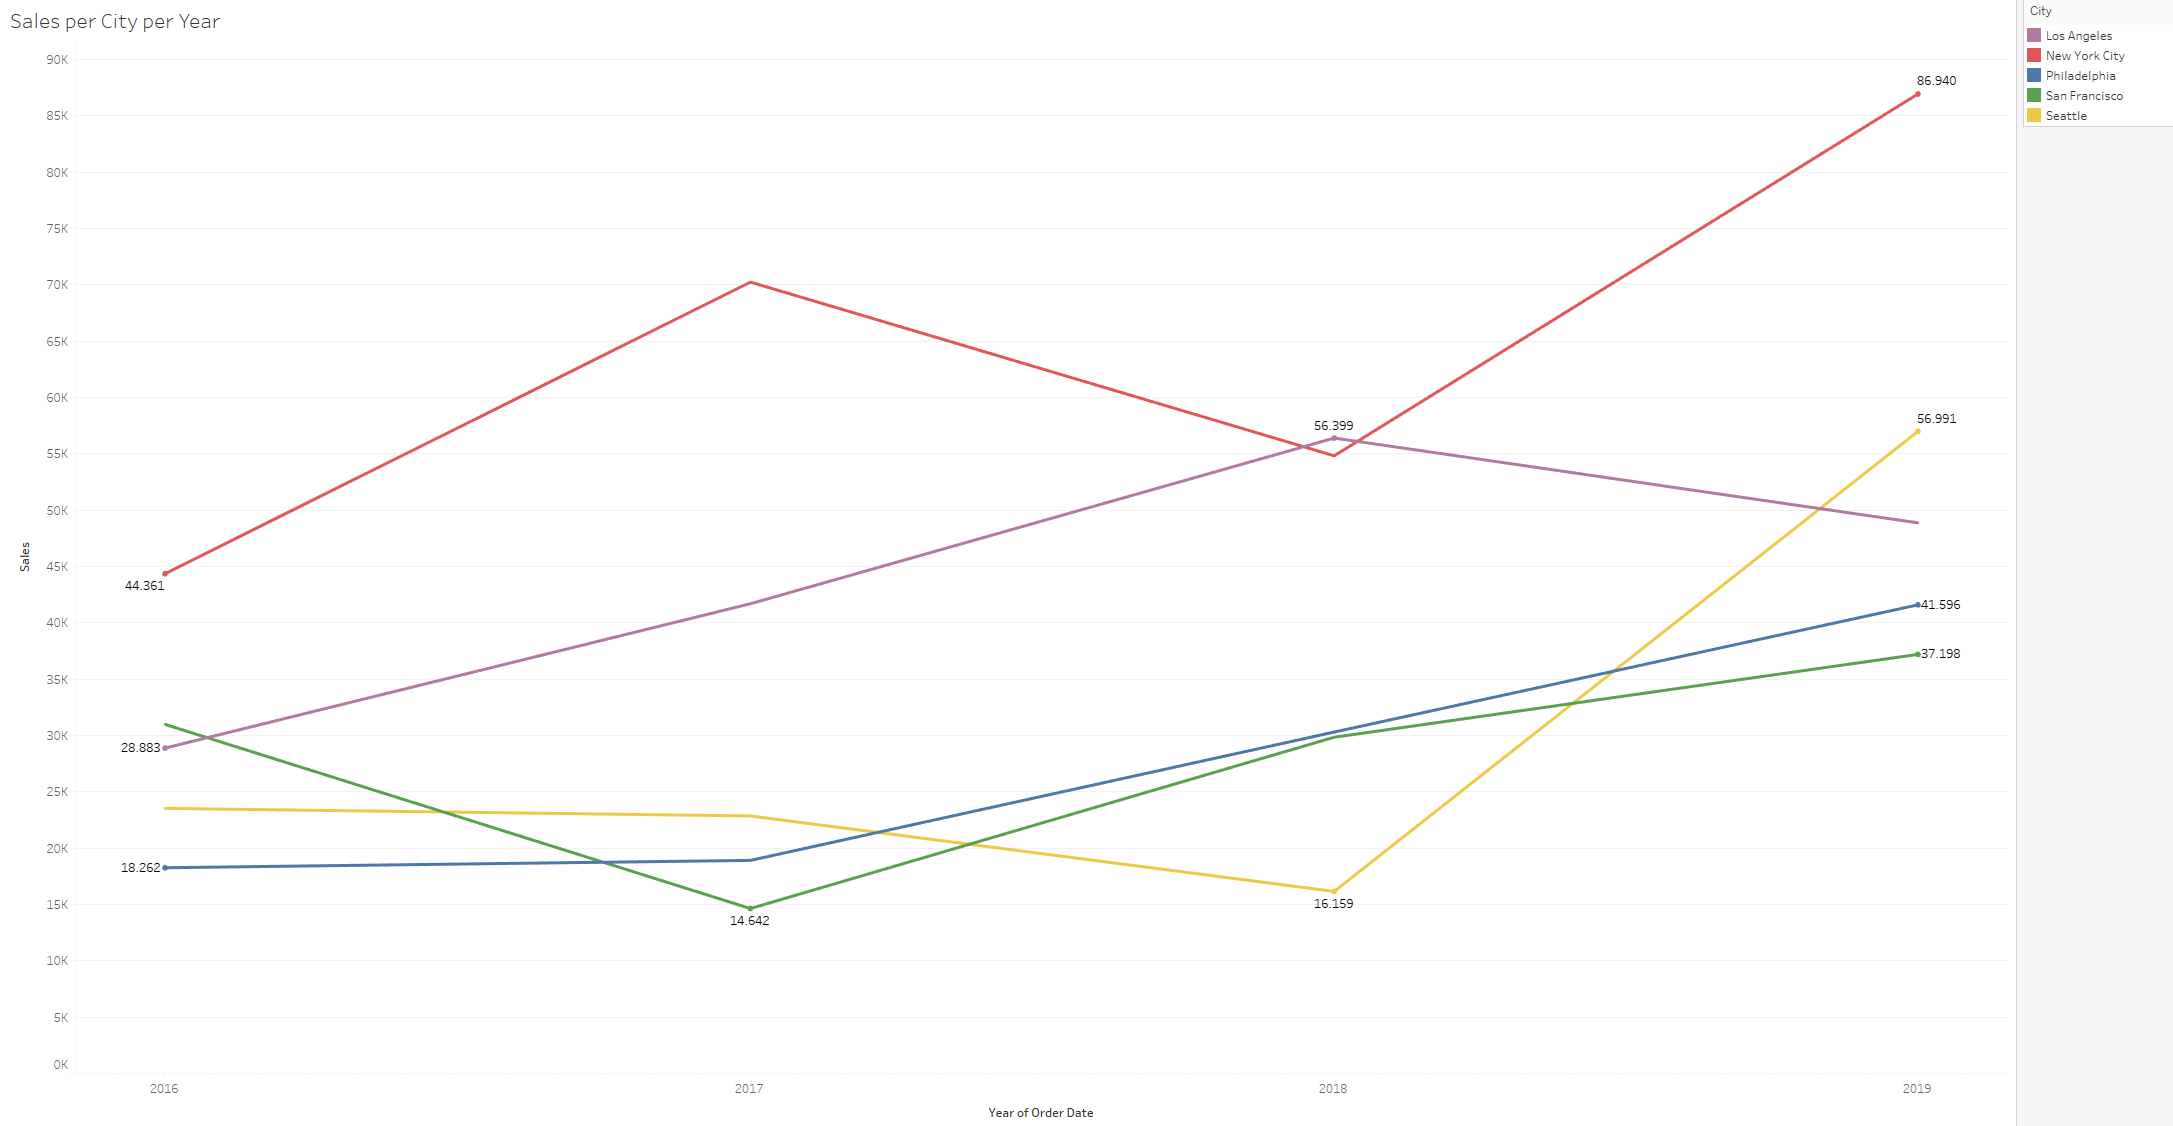 Sales per City per Year
City
Los Angeles
New York City
Philadelphia
San Francisco
Seattle
90K
85K
80K
75K
70K
65K
60K
55K
50K
45K
40K
35K
30K
25K
20K
15K
10K
5K
0K
Sales
86.940
56.399
56.991
44.361
41.596
37.198
28.883
18.262
16.159
14.642
2016
2017
2018
2019
Year of Order Date